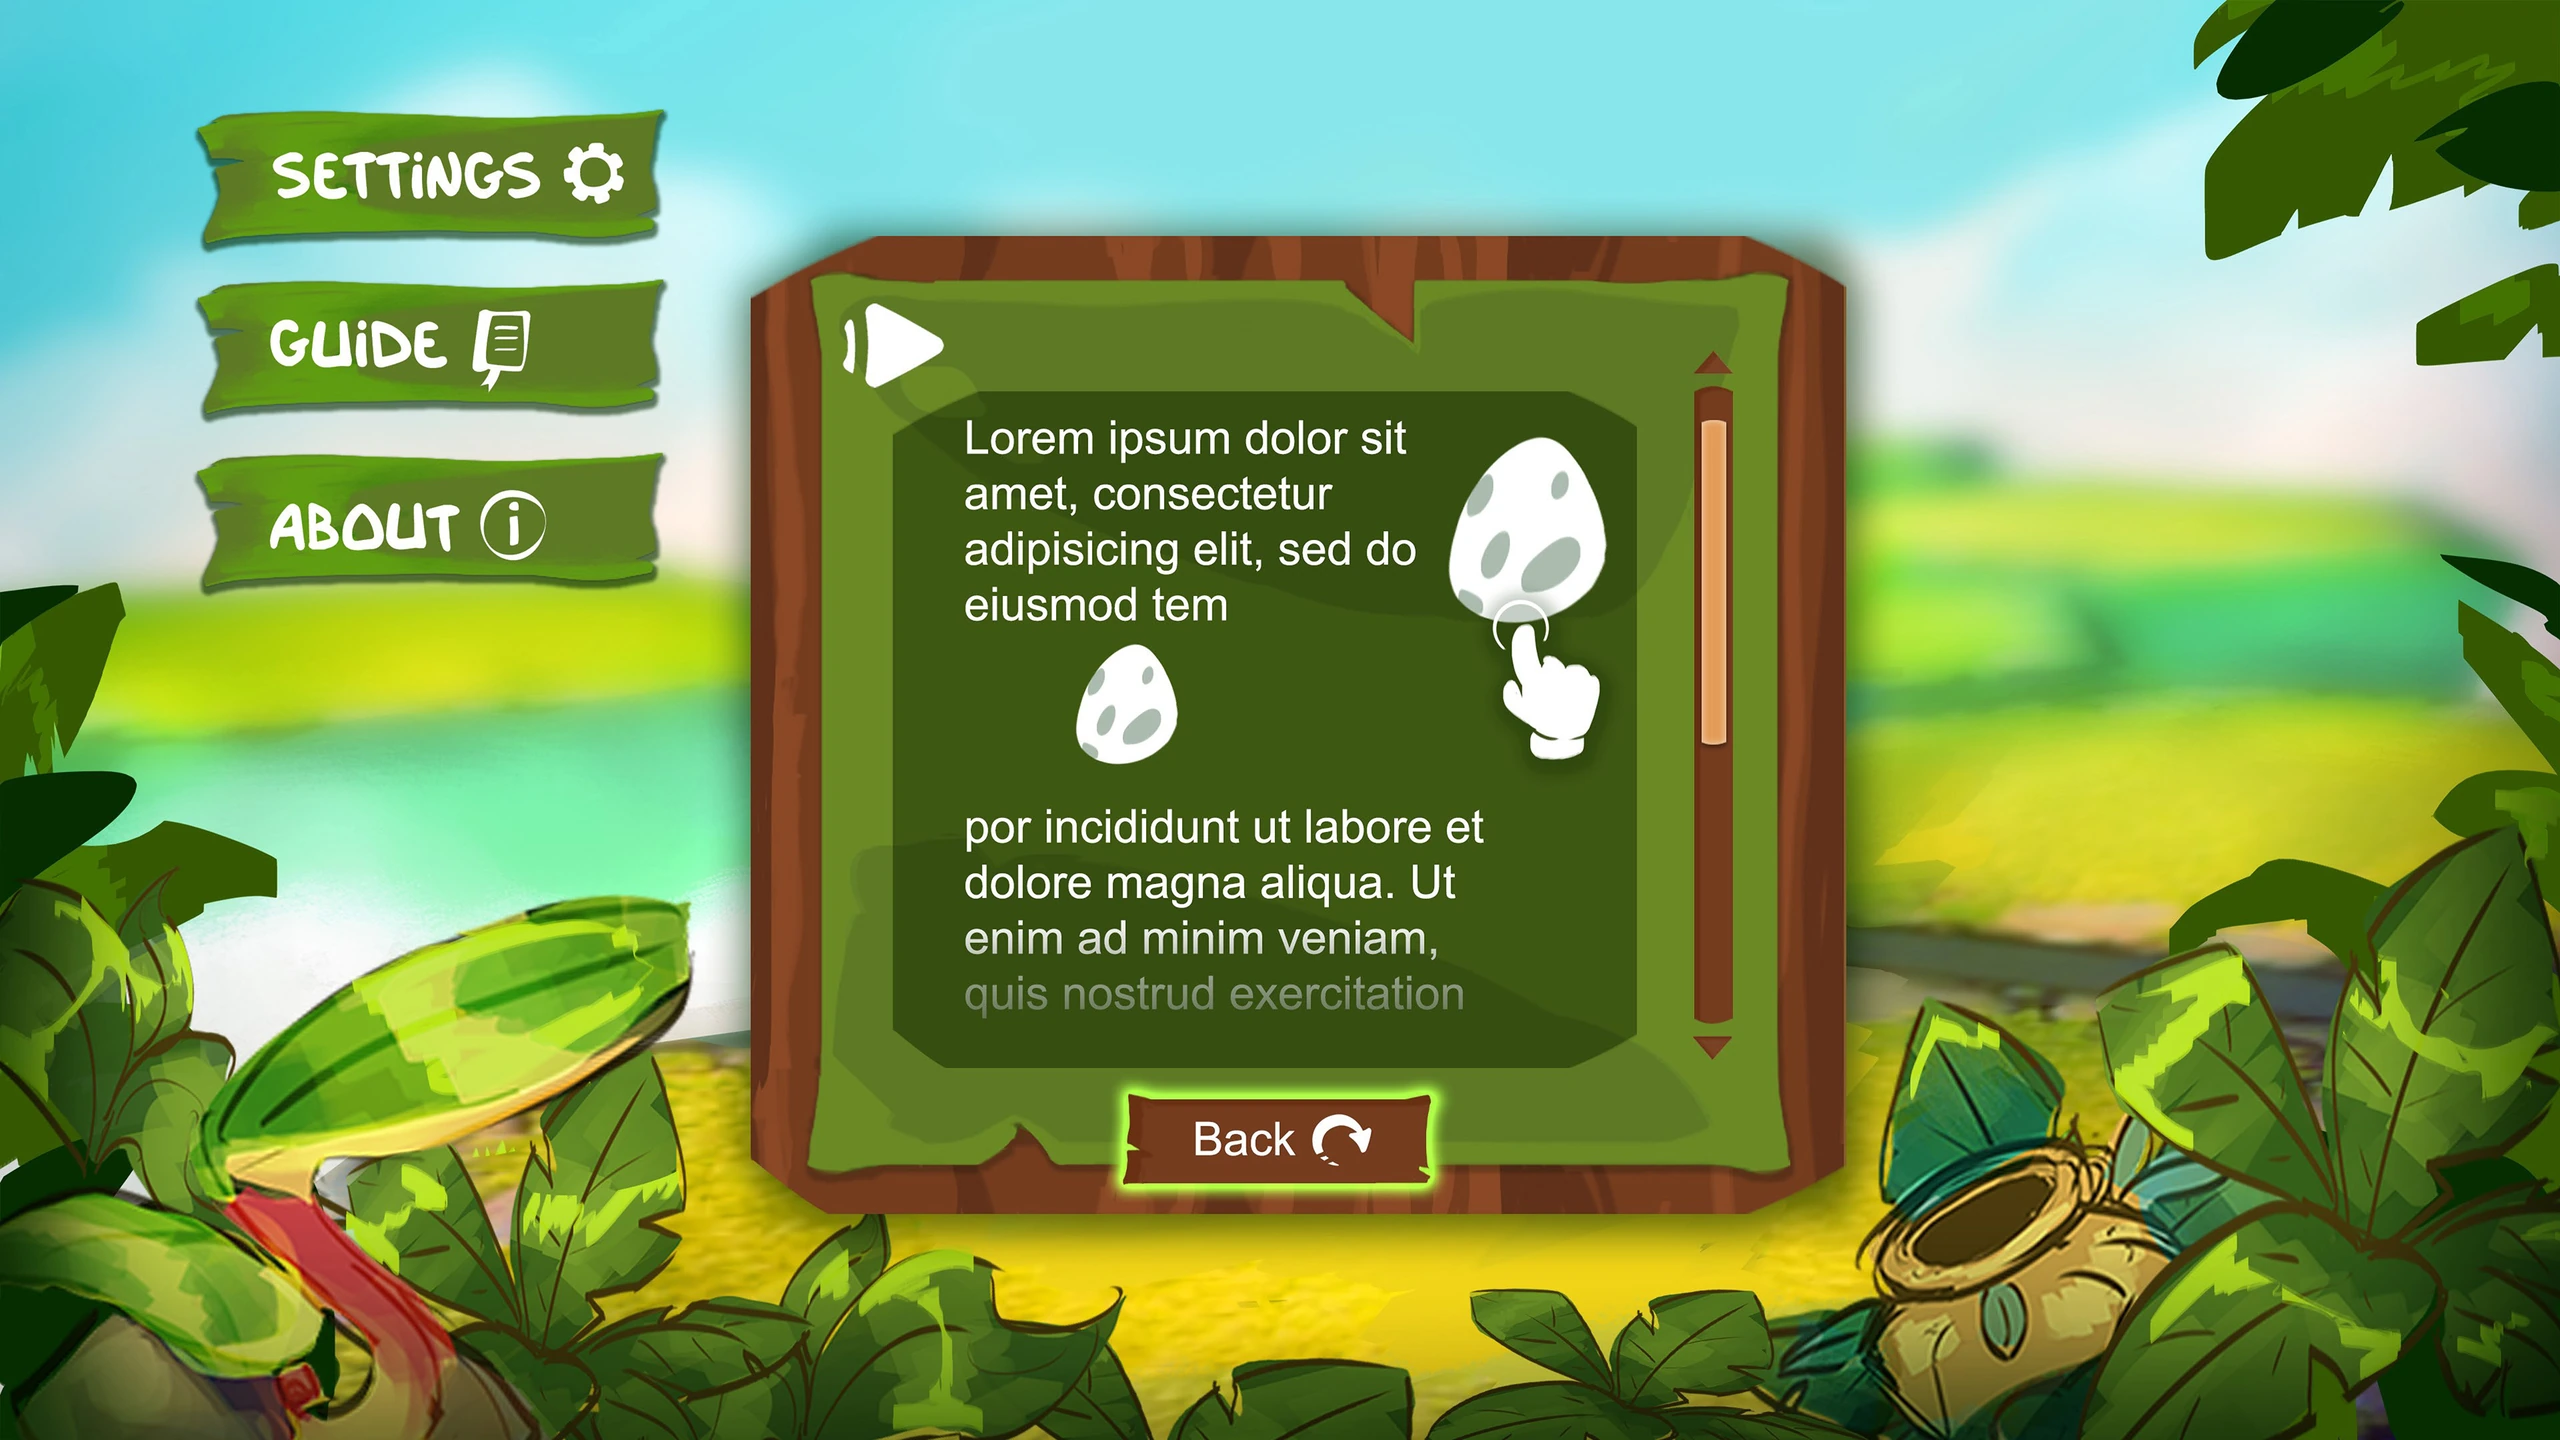 SETTiNGS
GUiDE
ABOUT i
Lorem ipsum dolor sit
amet, consectetur
adipisicing elit, sed do
eiusmod tem
por incididunt ut labore et
dolore magna aliqua. Ut
enim ad minim veniam,
quis nostrud exercitation
Back